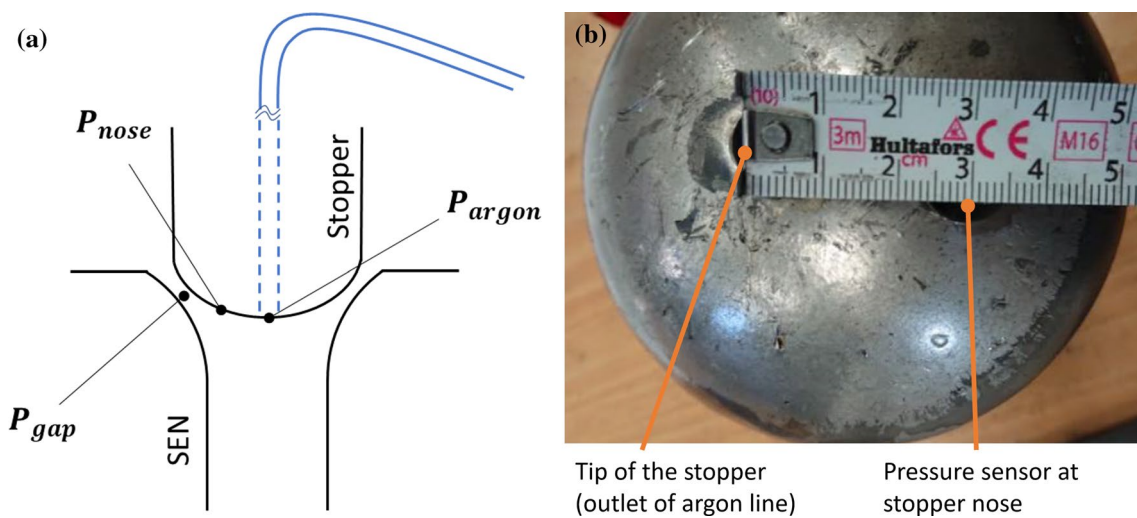 (a)
P_nose
Stopper
P_argon
P_gap
SEN
(b)
(10) 1 2 3 4 5
3m Hultafors CE M16
cm
1 2 3 4 5
Tip of the stopper
(outlet of argon line)
Pressure sensor at
stopper nose